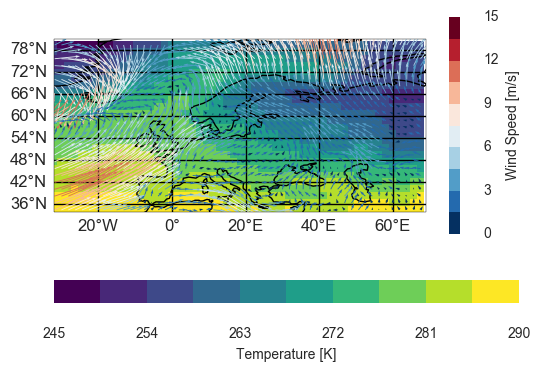 78°N
72°N
66°N
60°N
54°N
48°N
42°N
36°N
20°W 0° 20°E 40°E 60°E
15
12
9
6
3
0
Wind Speed [m/s]
245 254 263 272 281 290
Temperature [K]